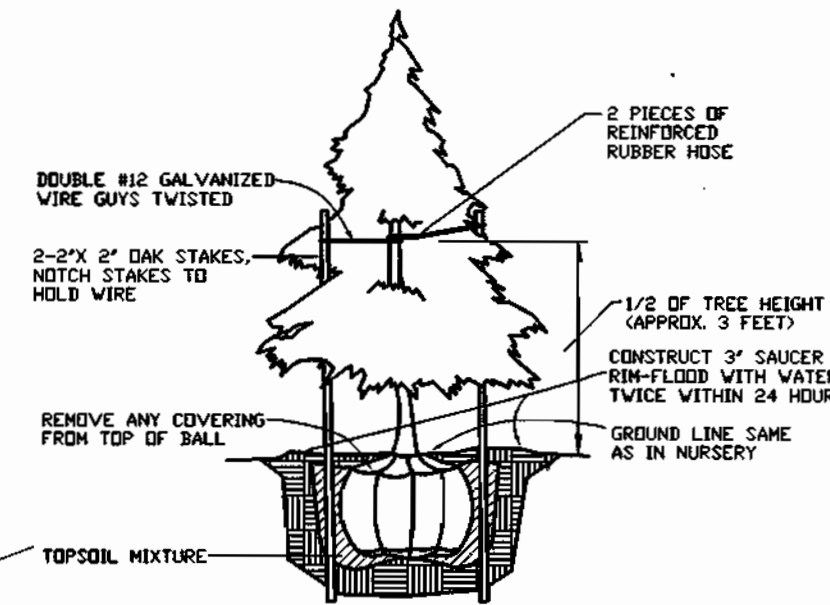 2 PIECES OF
REINFORCED
RUBBER HOSE
DOUBLE #12 GALVANIZED
WIRE GUYS TWISTED
2-2"X 2" OAK STAKES,
NOTCH STAKES TO
HOLD WIRE
1/2 OF TREE HEIGHT
(APPROX. 3 FEET)
CONSTRUCT 3" SAUCER
RIM-FLOOD WITH WATER
TWICE WITHIN 24 HOUR
REMOVE ANY COVERING
FROM TOP OF BALL
GROUND LINE SAME
AS IN NURSERY
TOPSOIL MIXTURE